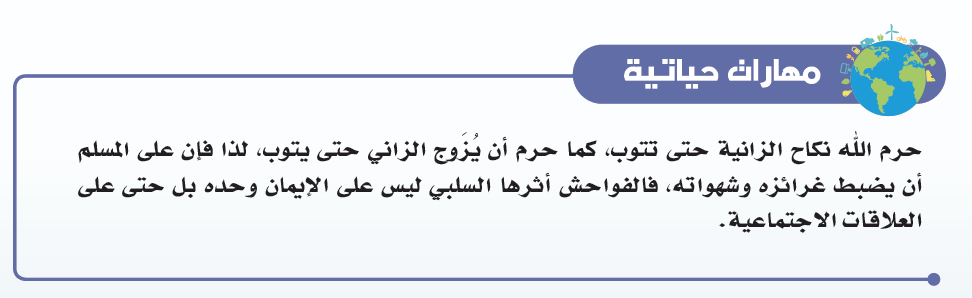 مهارات حياتية
حرم الله نكاح الزانية حتى تتوب، كما حرم أن يُزَوج الزاني حتى يتوب، لذا فإن على المسلم
أن يضبط غرائزه وشهواته، فالفواحش أثرها السلبي ليس على الإيمان وحده بل حتى على
العلاقات الاجتماعية.